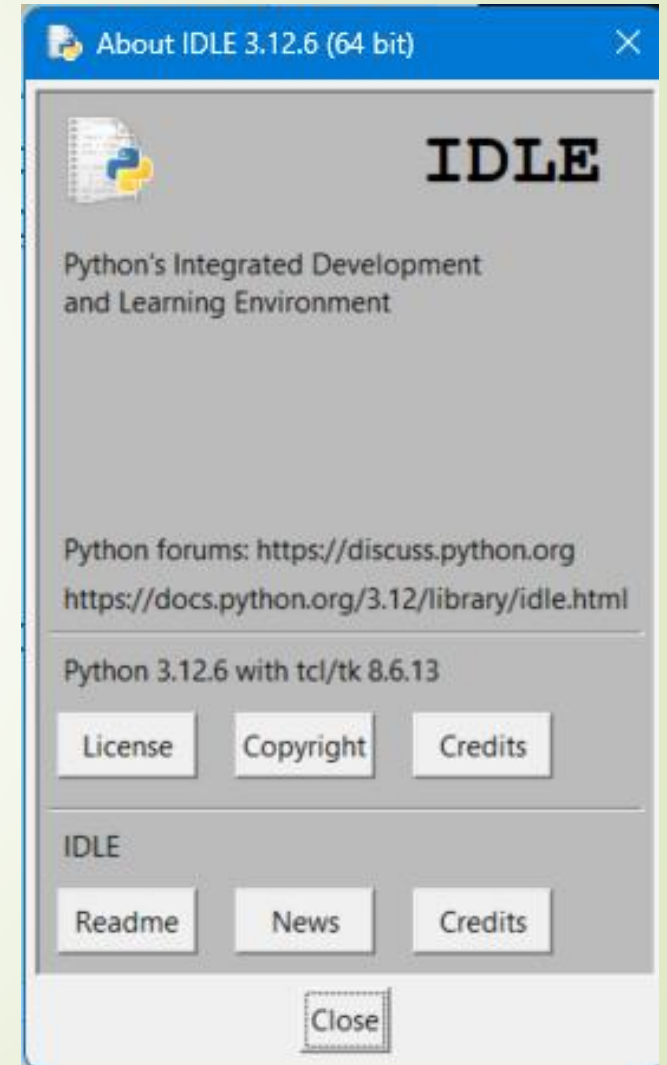 About IDLE 3.12.6 (64 bit)
IDLE
Python's Integrated Development
and Learning Environment
Python forums: https://discuss.python.org
https://docs.python.org/3.12/library/idle.html
Python 3.12.6 with tcl/tk 8.6.13
License Copyright Credits
IDLE
Readme News Credits
Close